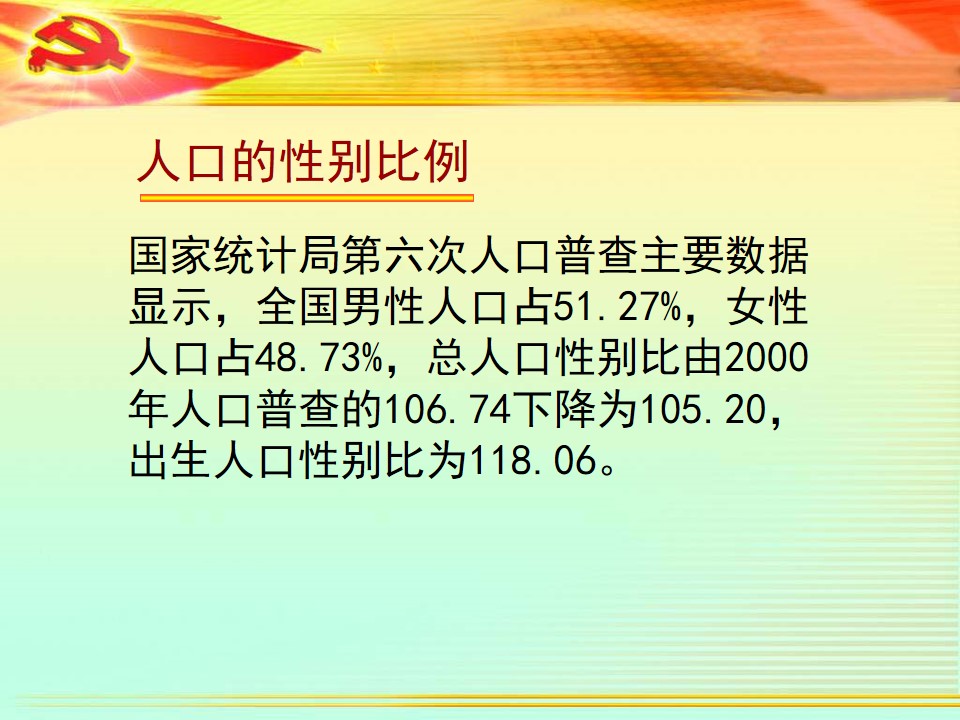 人口的性别比例
国家统计局第六次人口普查主要数据
显示，全国男性人口占51.27%，女性
人口占48.73%，总人口性别比由2000
年人口普查的106.74下降为105.20，
出生人口性别比为118.06。